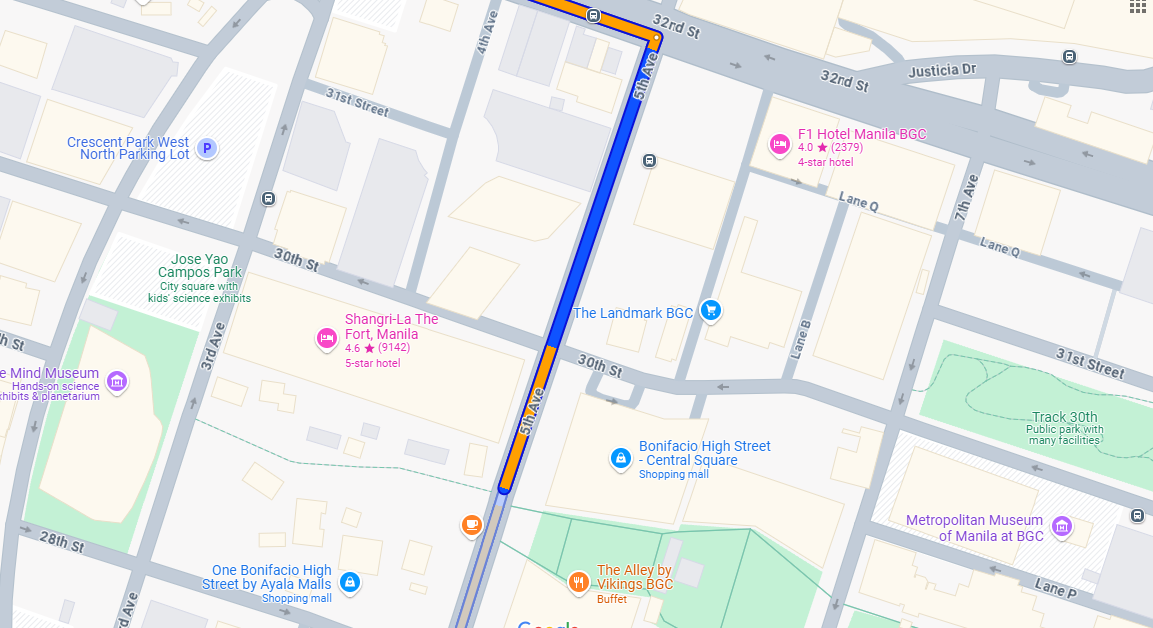 32nd St
4th Ave
5th Ave
32nd St
Justicia Dr
31st Street
Crescent Park West
North Parking Lot
P
F1 Hotel Manila BGC
4.0 ★ (2379)
4-star hotel
Lane Q
7th Ave
Lane Q
Jose Yao
Campos Park
City square with
kids' science exhibits
30th St
The Landmark BGC
Shangri-La The
Fort, Manila
4.6 ★ (9142)
5-star hotel
3rd Ave
Lane B
30th St
31st Street
th St
e Mind Museum
Hands-on science
xhibits & planetarium
5th Ave
Track 30th
Public park with
many facilities
Bonifacio High Street
- Central Square
Shopping mall
Metropolitan Museum
of Manila at BGC
28th St
One Bonifacio High
Street by Ayala Malls
Shopping mall
The Alley by
Vikings BGC
Buffet
Lane P
rd Ave
Google